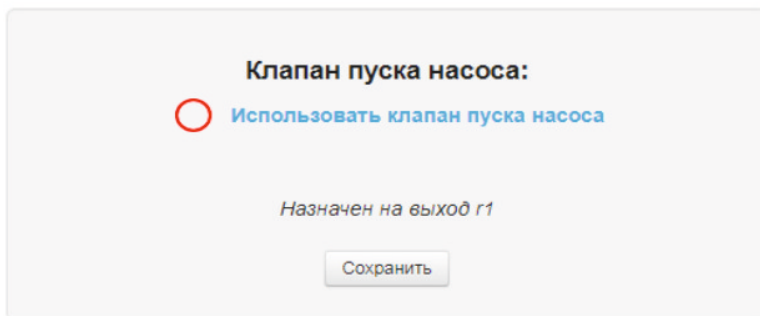 Клапан пуска насоса:
Использовать клапан пуска насоса
Назначен на выход r1
Сохранить